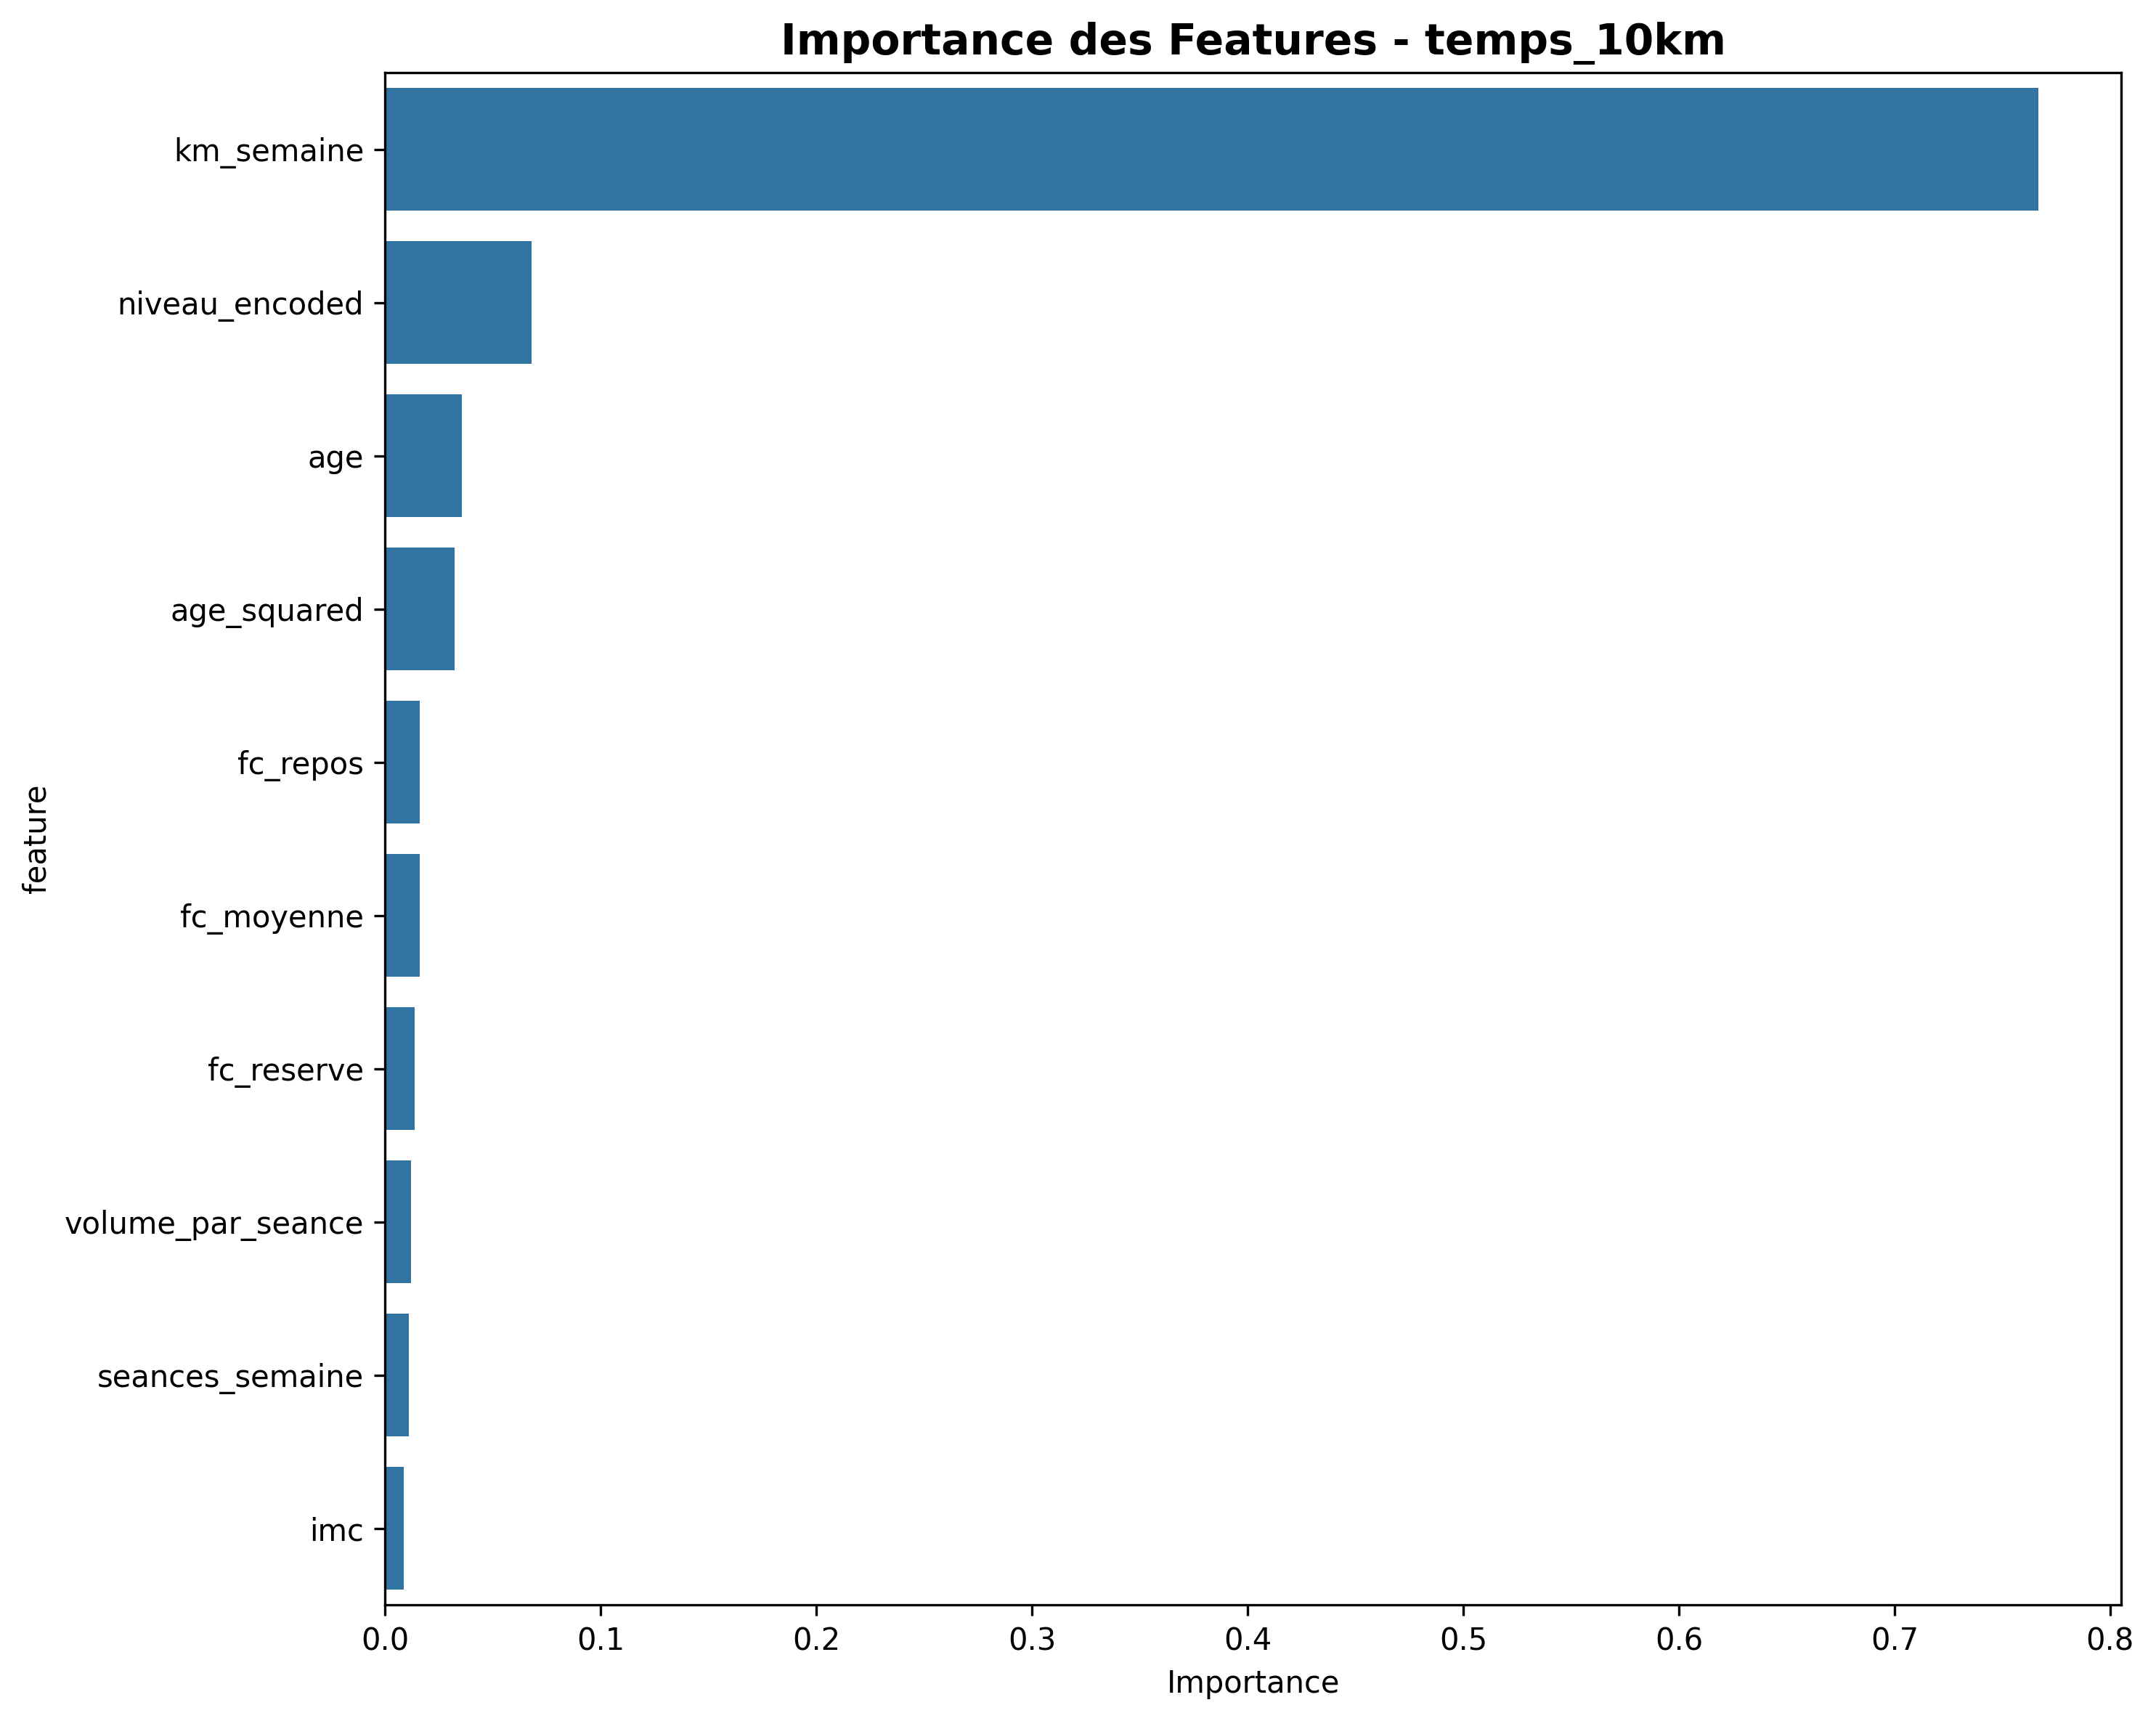 Importance des Features - temps_10km
km_semaine
niveau_encoded
age
age_squared
fc_repos
fc_moyenne
fc_reserve
volume_par_seance
seances_semaine
imc
feature
0.0 0.1 0.2 0.3 0.4 0.5 0.6 0.7 0.8
Importance